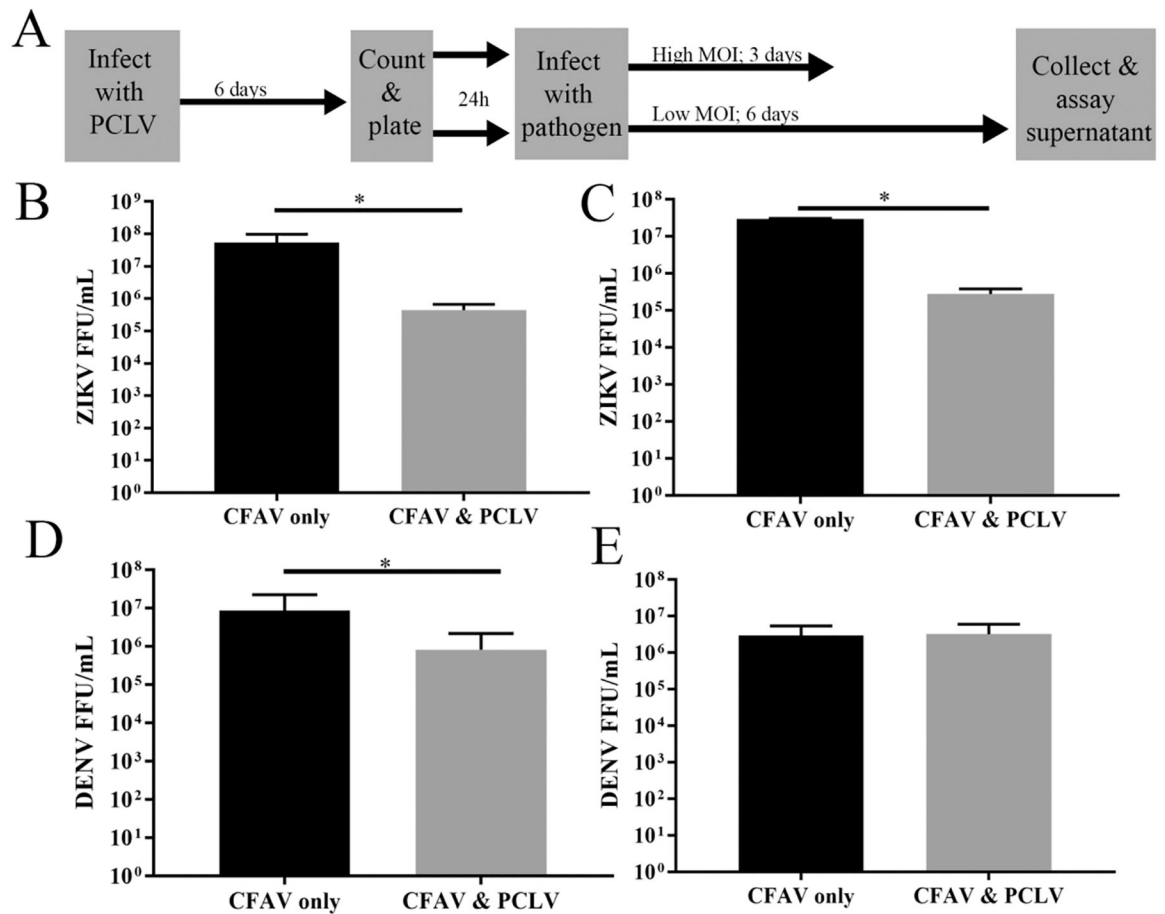 A
Infect
with
PCLV
6 days
Count
&
plate
24h
Infect
with
pathogen
High MOI; 3 days
Low MOI; 6 days
Collect &
assay
supernatant
B
ZIKV FFU/mL
10⁹
10⁸
10⁷
10⁶
10⁵
10⁴
10³
10²
10¹
10⁰
*
CFAV only
CFAV & PCLV
C
ZIKV FFU/mL
10⁸
10⁷
10⁶
10⁵
10⁴
10³
10²
10¹
10⁰
*
CFAV only
CFAV & PCLV
D
DENV FFU/mL
10⁸
10⁷
10⁶
10⁵
10⁴
10³
10²
10¹
10⁰
*
CFAV only
CFAV & PCLV
E
DENV FFU/mL
10⁸
10⁷
10⁶
10⁵
10⁴
10³
10²
10¹
10⁰
CFAV only
CFAV & PCLV